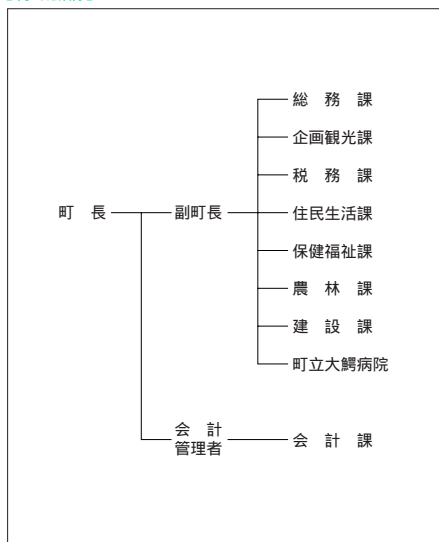 総　務　課
企画観光課
税　務　課
町　長
副町長
住民生活課
保健福祉課
農　林　課
建　設　課
町立大鰐病院
会　計
管理者
会　計　課